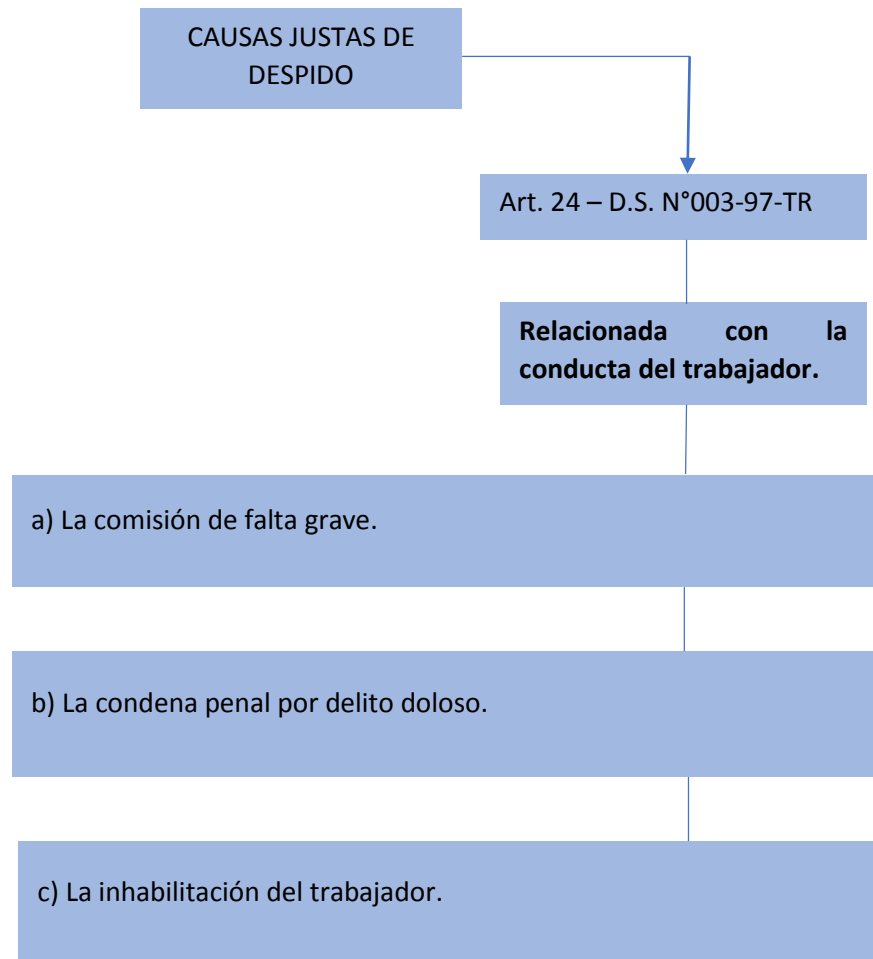 CAUSAS JUSTAS DE
DESPIDO
Art. 24 – D.S. N°003-97-TR
Relacionada con la
conducta del trabajador.
a) La comisión de falta grave.
b) La condena penal por delito doloso.
c) La inhabilitación del trabajador.